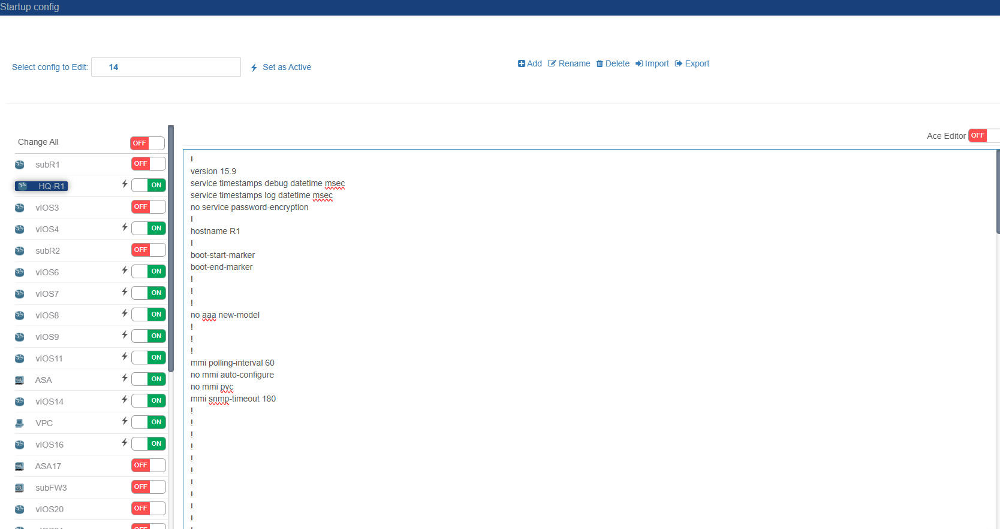 Startup config
Select config to Edit: 14 Set as Active
Add Rename Delete Import Export
Change All OFF
Ace Editor OFF
subR1 OFF
HQ-R1 ON
vIOS3 OFF
vIOS4 ON
subR2 OFF
vIOS6 ON
vIOS7 ON
vIOS8 ON
vIOS9 ON
vIOS11 ON
ASA ON
vIOS14 ON
VPC ON
vIOS16 ON
ASA17 OFF
subFW3 OFF
vIOS20 OFF
OFF
!
version 15.9
service timestamps debug datetime msec
service timestamps log datetime msec
no service password-encryption
!
hostname R1
!
boot-start-marker
boot-end-marker
!
!
!
no aaa new-model
!
!
!
mmi polling-interval 60
no mmi auto-configure
no mmi pvc
mmi snmp-timeout 180
!
!
!
!
!
!
!
!
!
!
!